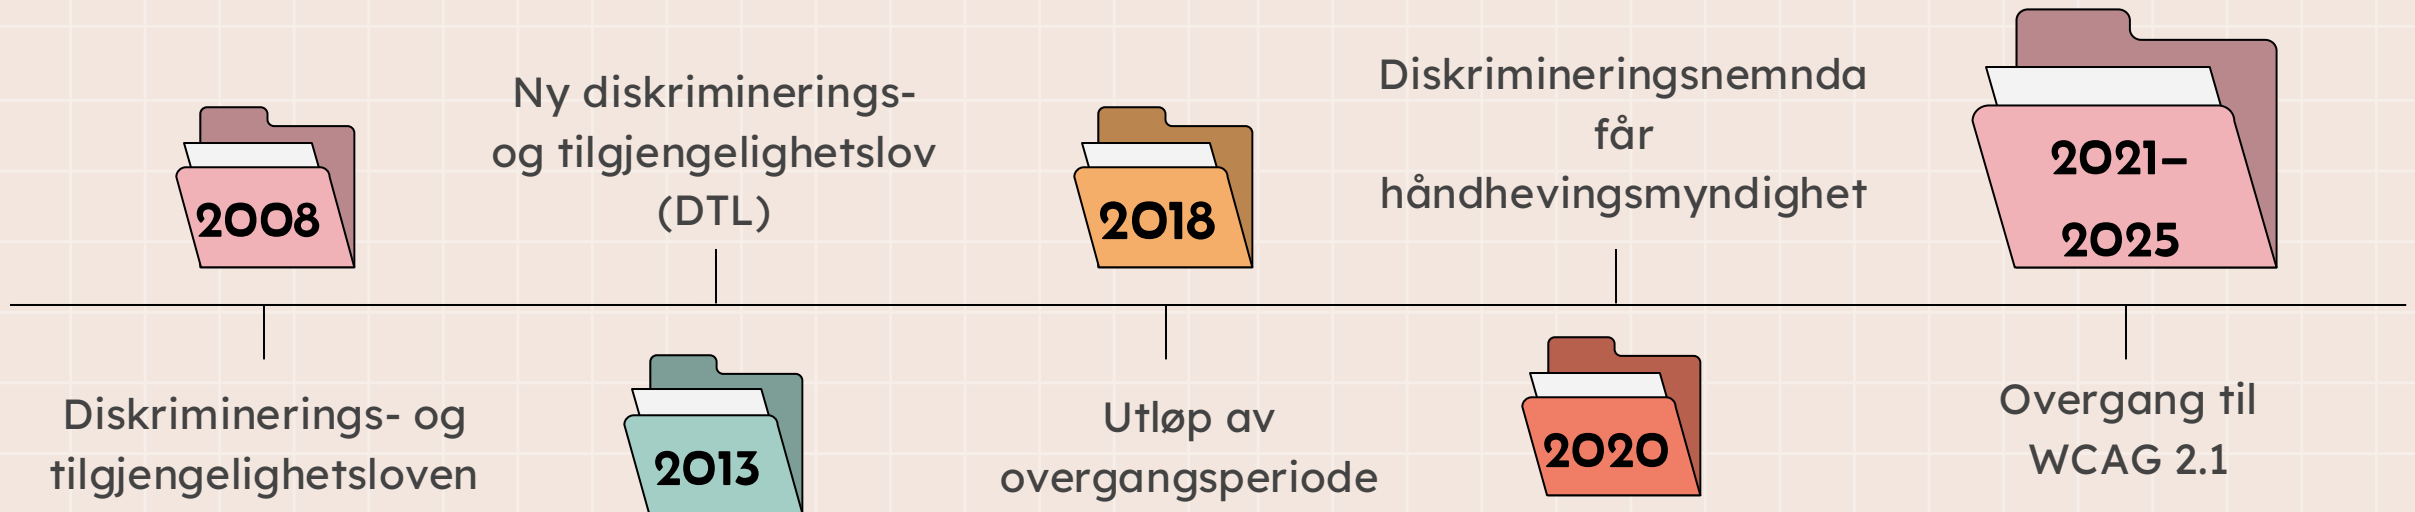 2008
Diskriminerings- og
tilgjengelighetsloven
Ny diskriminerings-
og tilgjengelighetslov
(DTL)
2013
2018
Utløp av
overgangsperiode
Diskrimineringsnemnda
får
håndhevingsmyndighet
2020
2021–
2025
Overgang til
WCAG 2.1